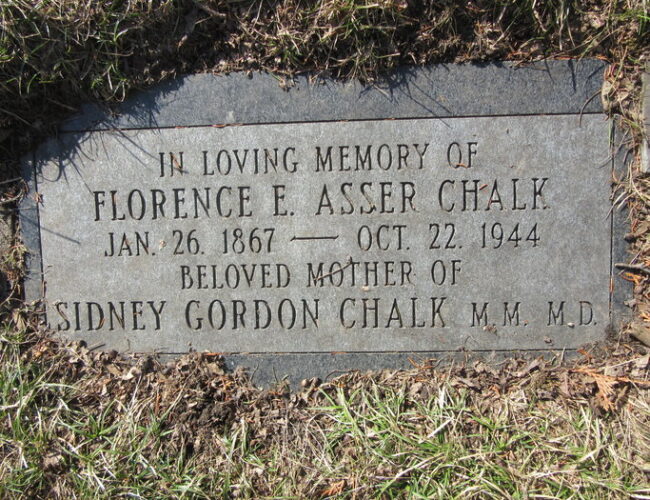 IN LOVING MEMORY OF
FLORENCE E. ASSER CHALK
JAN. 26. 1867 — OCT. 22. 1944
BELOVED MOTHER OF
SIDNEY GORDON CHALK M.M. M.D.